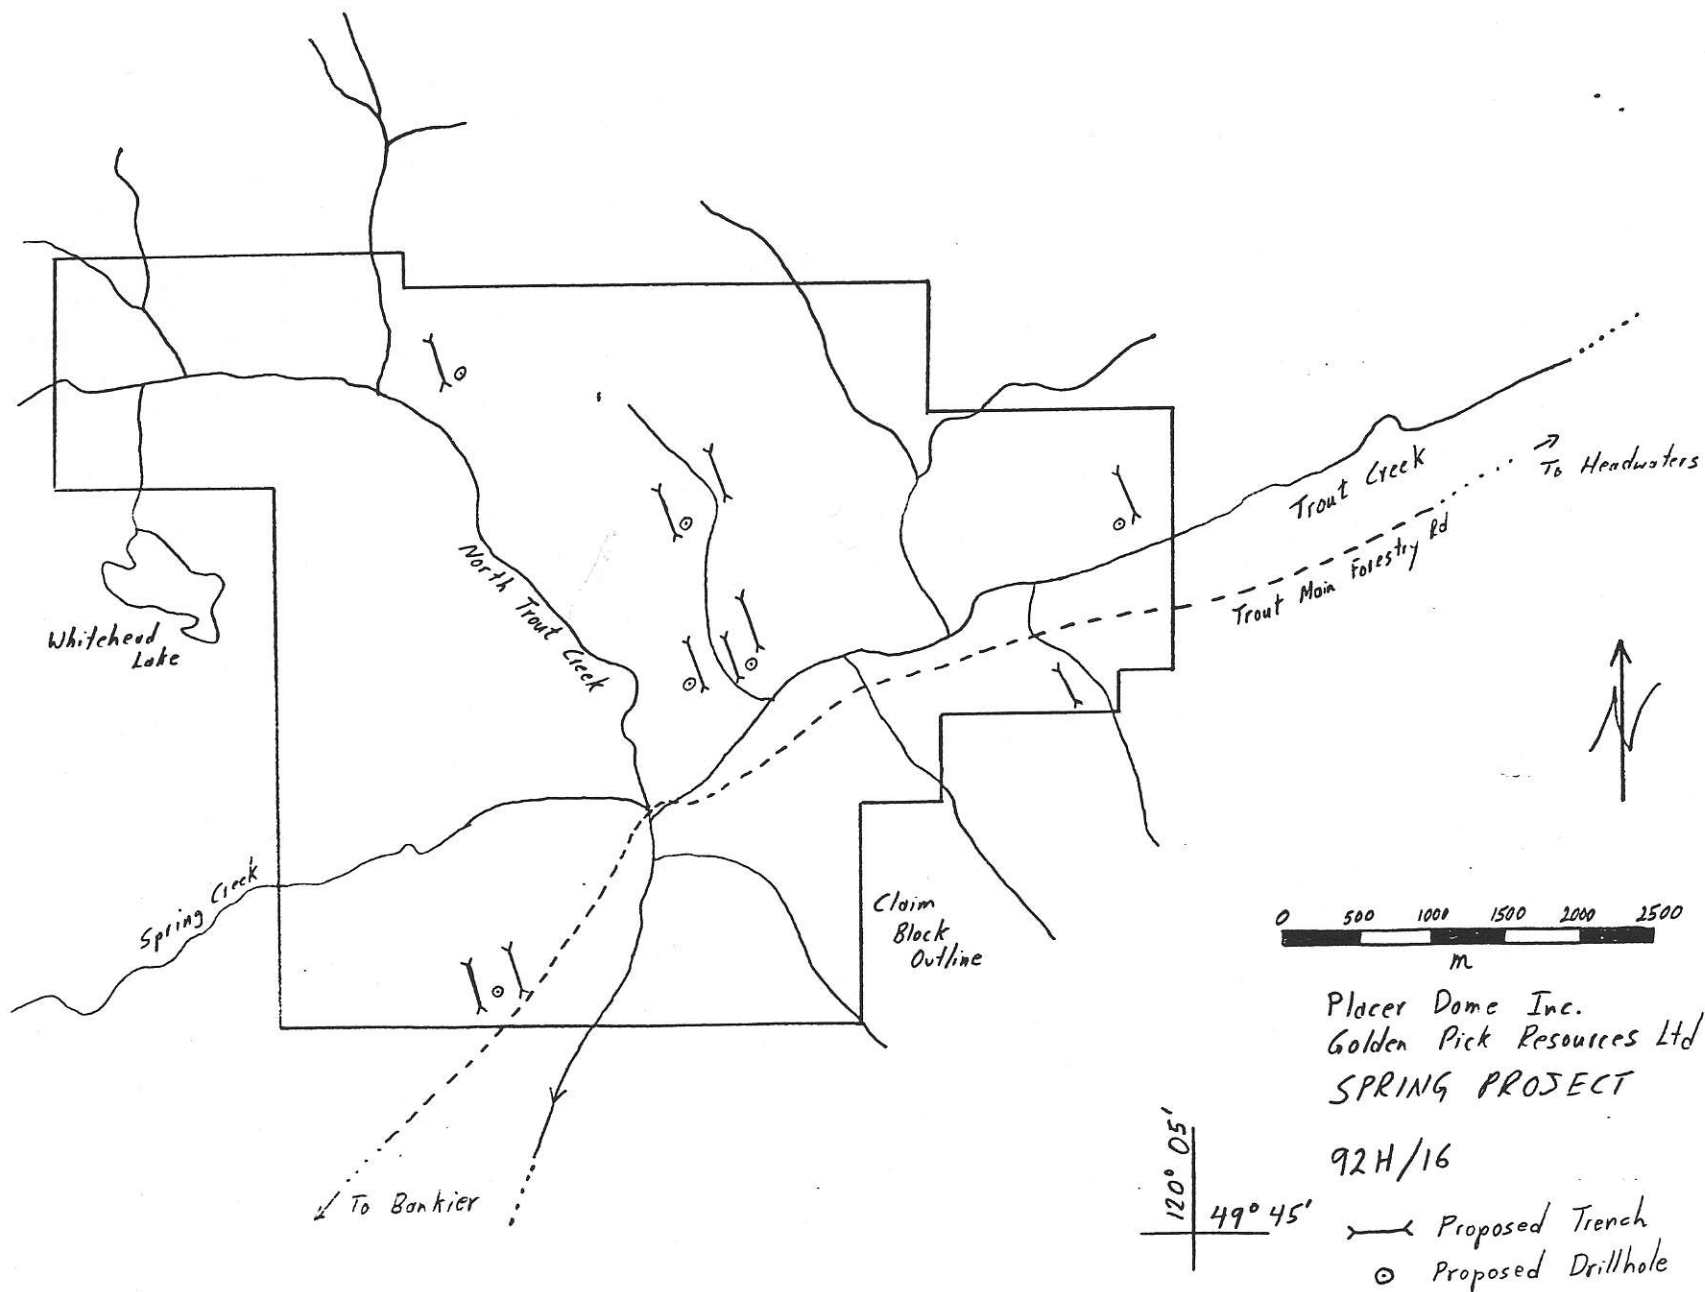 North Trout Creek
Whitehead
Lake
Spring Creek
Trout Creek
To Headwaters
Trout Main Forestry Rd
Claim
Block
Outline
To Bankier
N
0 500 1000 1500 2000 2500
m
Placer Dome Inc.
Golden Pick Resources Ltd
SPRING PROJECT
92H/16
120° 05'
49° 45'
Proposed Trench
Proposed Drillhole